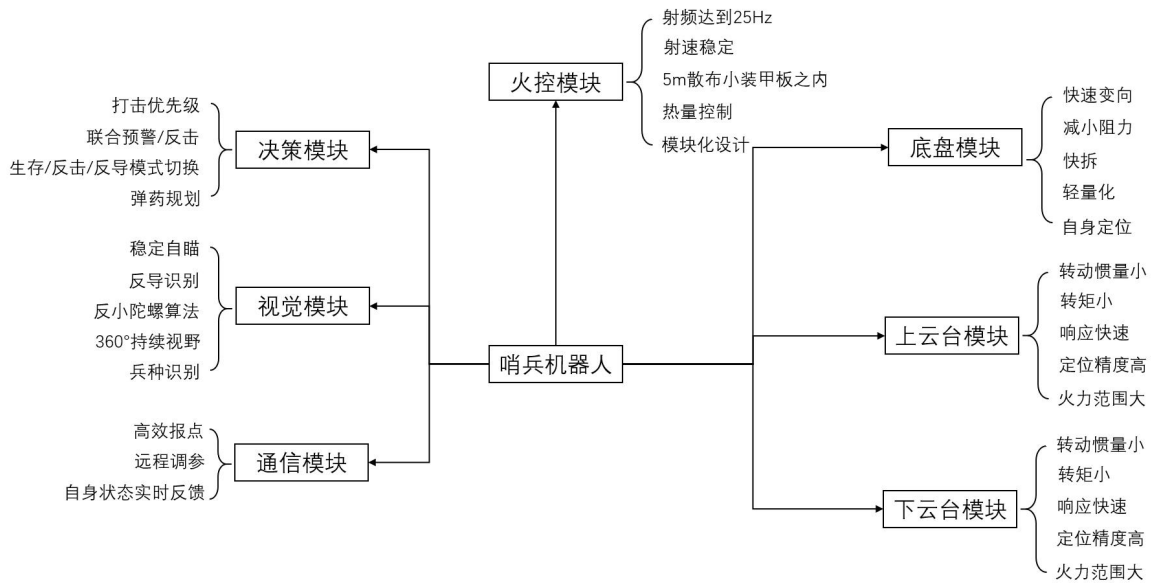 火控模块
射频达到25Hz
射速稳定
5m散布小装甲板之内
热量控制
模块化设计
打击优先级
联合预警/反击
生存/反击/反导模式切换
弹药规划
决策模块
稳定自瞄
反导识别
反小陀螺算法
360°持续视野
兵种识别
视觉模块
高效报点
远程调参
自身状态实时反馈
通信模块
哨兵机器人
底盘模块
快速变向
减小阻力
快拆
轻量化
自身定位
上云台模块
转动惯量小
转矩小
响应快速
定位精度高
火力范围大
下云台模块
转动惯量小
转矩小
响应快速
定位精度高
火力范围大